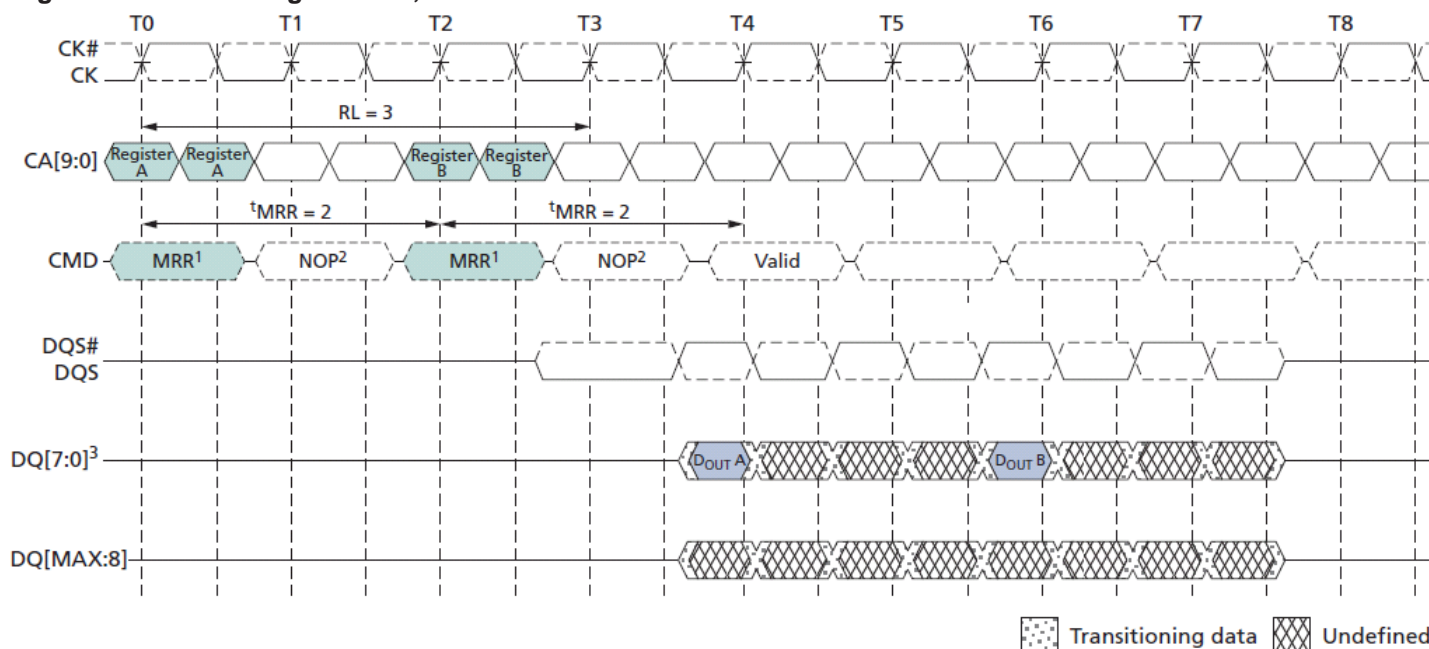 T0 T1 T2 T3 T4 T5 T6 T7 T8
CK#
CK
RL = 3
CA[9:0]
Register A
Register A
Register B
Register B
tMRR = 2
tMRR = 2
CMD
MRR1
NOP2
MRR1
NOP2
Valid
DQS#
DQS
DQ[7:0]3
DOUT A
DOUT B
DQ[MAX:8]
Transitioning data
Undefined